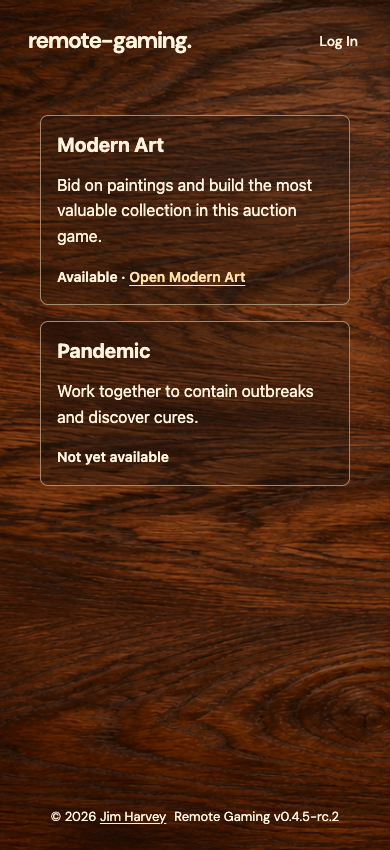 remote-gaming.
Log In
Modern Art
Bid on paintings and build the most
valuable collection in this auction
game.
Available · Open Modern Art
Pandemic
Work together to contain outbreaks
and discover cures.
Not yet available
© 2026 Jim Harvey Remote Gaming v0.4.5-rc.2